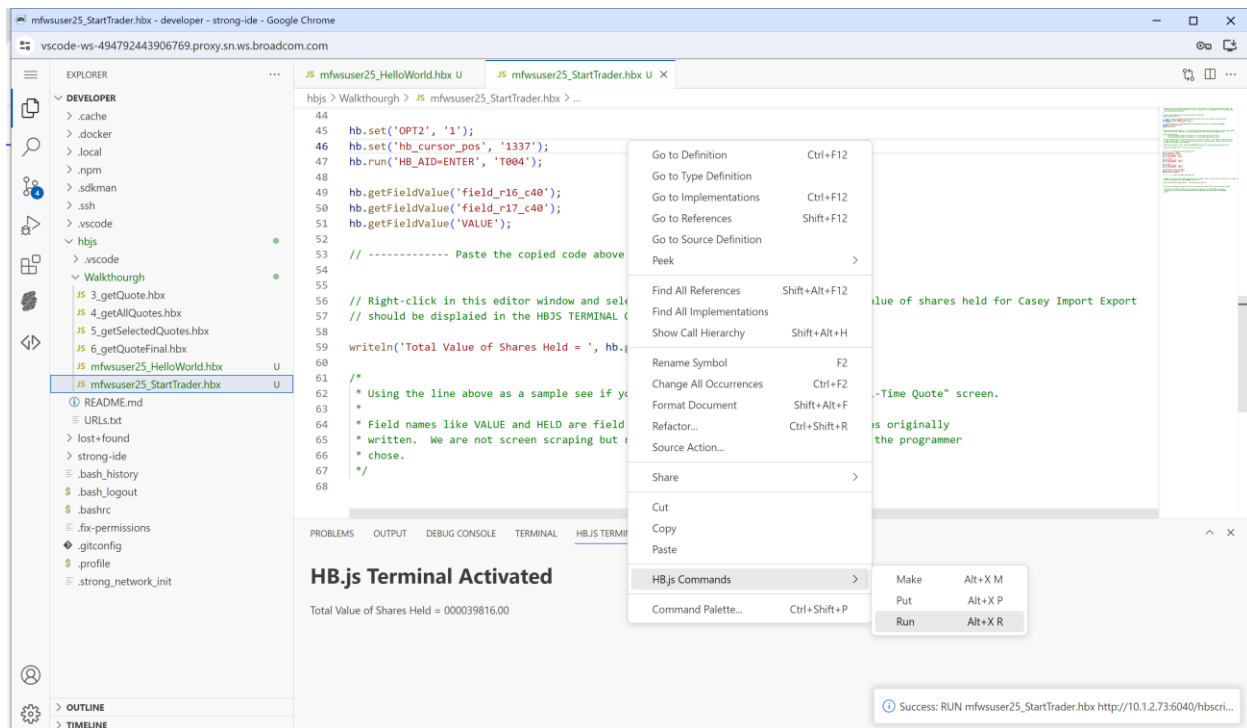 mfwsuser25_StartTrader.hbx - developer - strong-ide - Google Chrome
vscode-ws-494792443906769.proxy.sn.ws.broadcom.com
EXPLORER
JS mfwsuser25_HelloWorld.hbx U
JS mfwsuser25_StartTrader.hbx U
DEVELOPER
.cache
.docker
.local
.npm
.sdkman
.ssh
.vscode
hbjs
.vscode
Walkthourgh
JS 3_getQuote.hbx
JS 4_getAllQuotes.hbx
JS 5_getSelectedQuotes.hbx
JS 6_getQuoteFinal.hbx
JS mfwsuser25_HelloWorld.hbx U
JS mfwsuser25_StartTrader.hbx U
README.md
URLs.txt
lost+found
strong-ide
.bash_history
$ .bash_logout
$ .bashrc
.fix-permissions
.gitconfig
$ .profile
.strong_network_init
OUTLINE
TIMELINE
4
hbjs > Walkthourgh > JS mfwsuser25_StartTrader.hbx > ...
44
45 hb.set('OPT2', '1');
46 hb.set('hb_cursor_pos', '1337');
47 hb.run('HB_AID=ENTER', 'T004');
48
49 hb.getFieldValue('field_r16_c40');
50 hb.getFieldValue('field_r17_c40');
51 hb.getFieldValue('VALUE');
52
53 // ------------- Paste the copied code above
54
55
56 // Right-click in this editor window and sele alue of shares held for Casey Import Export
57 // should be displaied in the HBJS TERMINAL
58
59 writeln('Total Value of Shares Held = ', hb.g
60
61 /*
62 * Using the line above as a sample see if yo l-Time Quote" screen.
63 *
64 * Field names like VALUE and HELD are field s originally
65 * written. We are not screen scraping but the programmer
66 * chose.
67 */
68
Go to Definition Ctrl+F12
Go to Type Definition
Go to Implementations Ctrl+F12
Go to References Shift+F12
Go to Source Definition
Peek
Find All References Shift+Alt+F12
Find All Implementations
Show Call Hierarchy Shift+Alt+H
Rename Symbol F2
Change All Occurrences Ctrl+F2
Format Document Shift+Alt+F
Refactor... Ctrl+Shift+R
Source Action...
Share
Cut
Copy
Paste
HB.js Commands
Command Palette... Ctrl+Shift+P
Make Alt+X M
Put Alt+X P
Run Alt+X R
PROBLEMS OUTPUT DEBUG CONSOLE TERMINAL HBJS TERMI
HB.js Terminal Activated
Total Value of Shares Held = 000039816.00
Success: RUN mfwsuser25_StartTrader.hbx http://10.1.2.73:6040/hbscri...